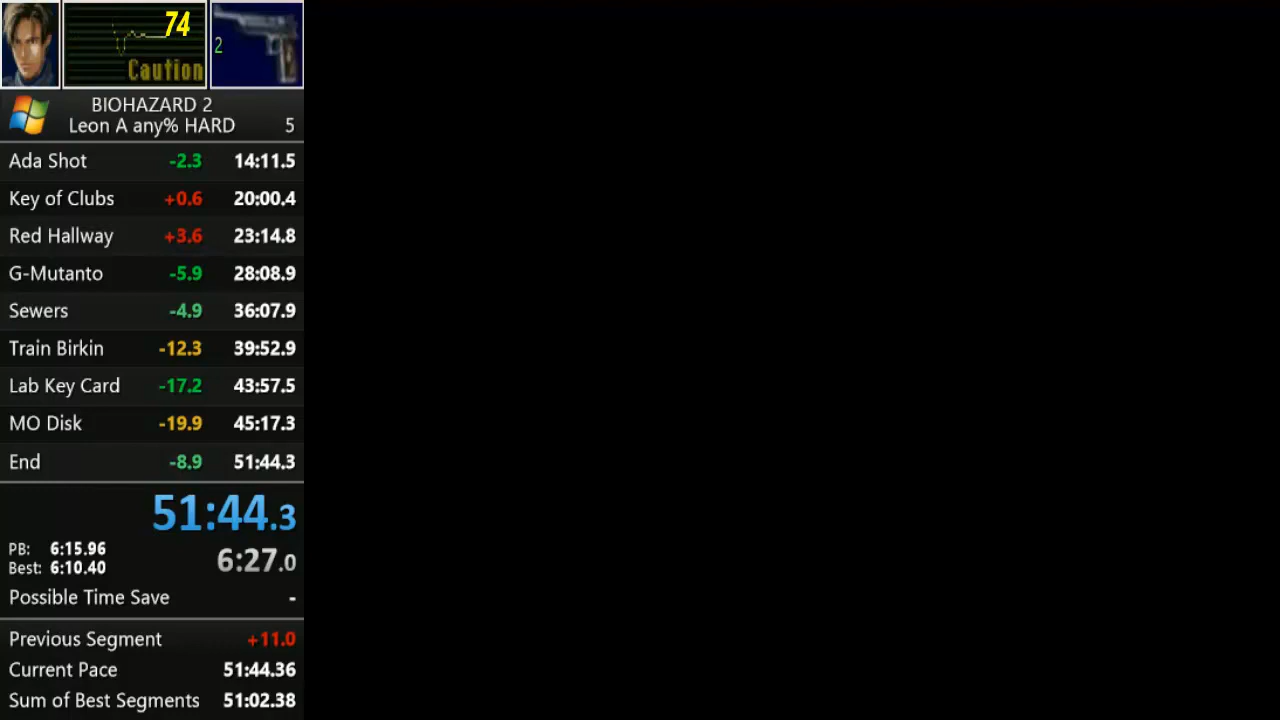 74
Caution
2
BIOHAZARD 2
Leon A any% HARD 5
Ada Shot -2.3 14:11.5
Key of Clubs +0.6 20:00.4
Red Hallway +3.6 23:14.8
G-Mutanto -5.9 28:08.9
Sewers -4.9 36:07.9
Train Birkin -12.3 39:52.9
Lab Key Card -17.2 43:57.5
MO Disk -19.9 45:17.3
End -8.9 51:44.3
51:44.3
PB: 6:15.96
Best: 6:10.40
6:27.0
Possible Time Save -
Previous Segment +11.0
Current Pace 51:44.36
Sum of Best Segments 51:02.38